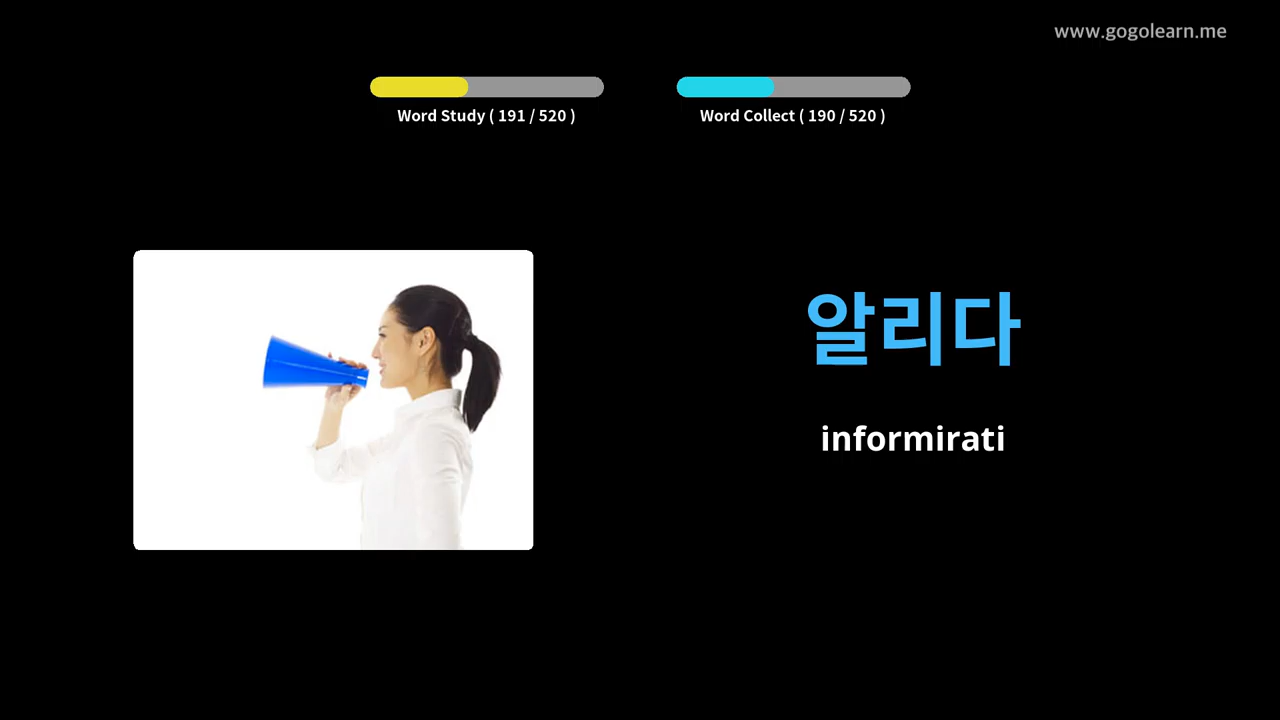 www.gogolearn.me
Word Study ( 191 / 520 )
Word Collect ( 190 / 520 )
알리다
informirati